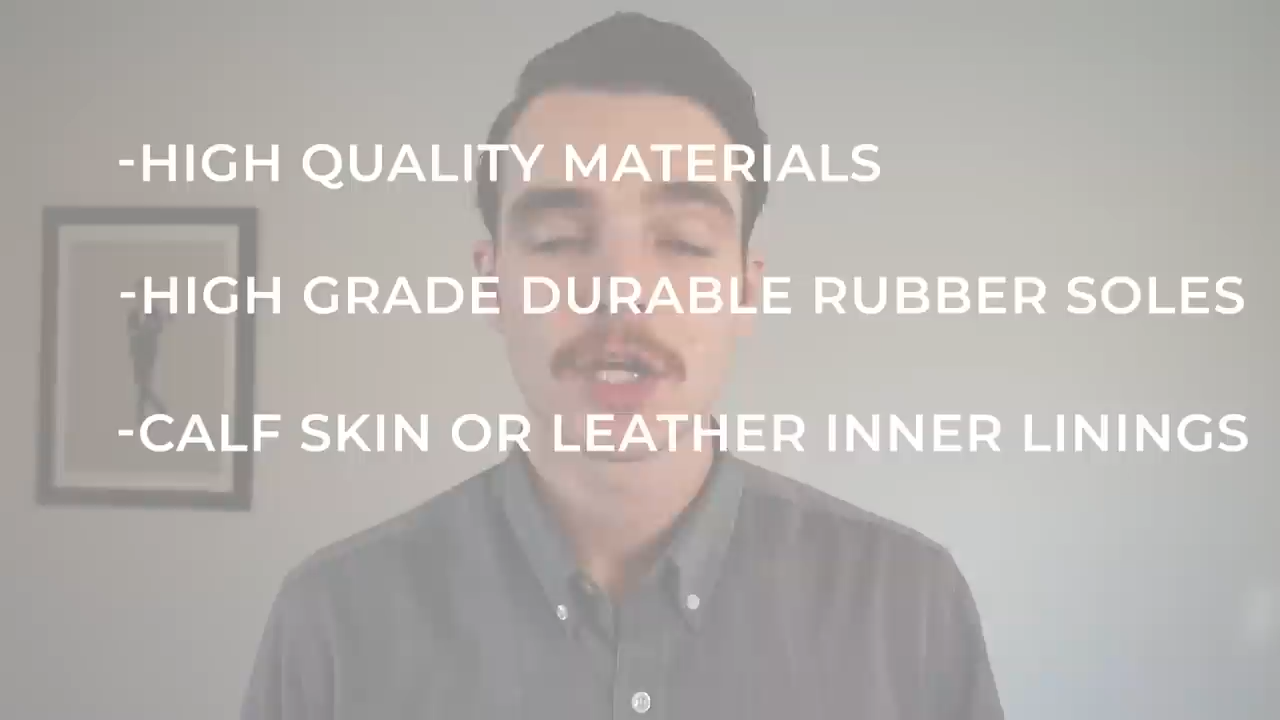 -HIGH QUALITY MATERIALS
-HIGH GRADE DURABLE RUBBER SOLES
-CALF SKIN OR LEATHER INNER LININGS